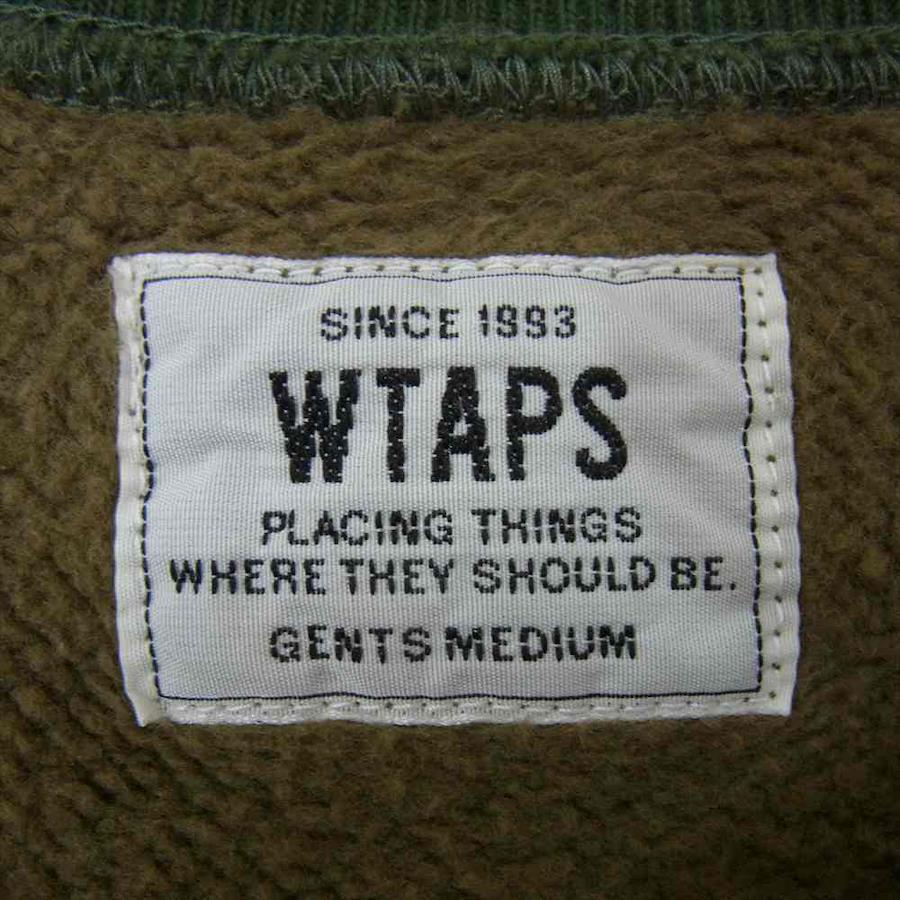 SINCE 1993
WTAPS
PLACING THINGS
WHERE THEY SHOULD BE.
GENTS MEDIUM